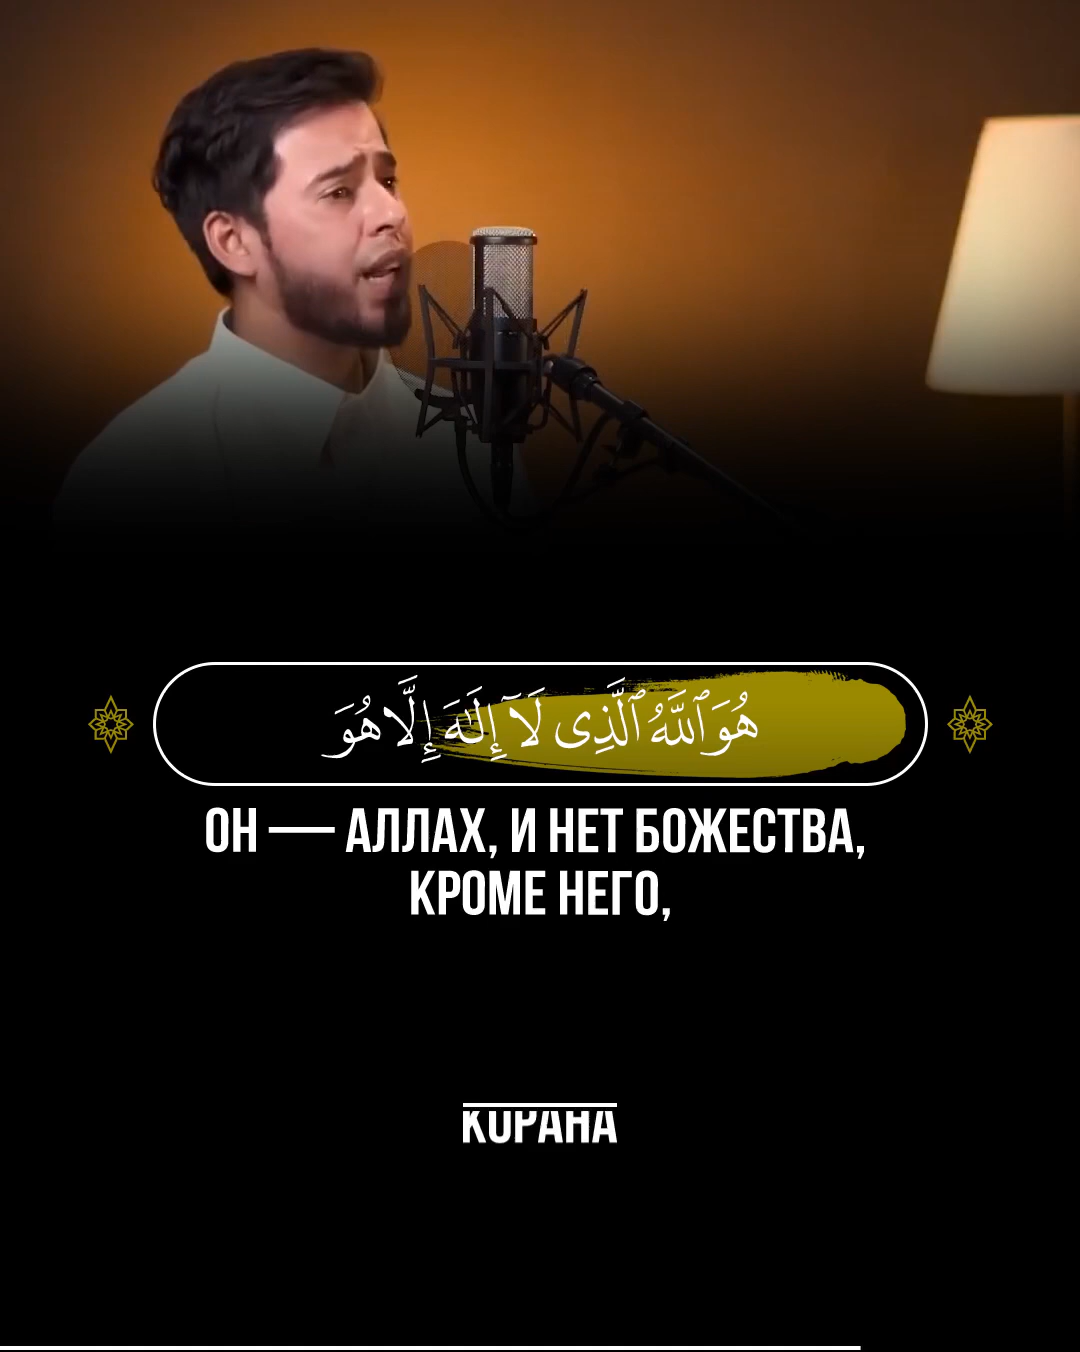 هُوَ ٱللَّهُ ٱلَّذِى لَآ إِلَـٰهَ إِلَّا هُوَ
ОН — АЛЛАХ, И НЕТ БОЖЕСТВА,
КРОМЕ НЕГО,
КОРАНА